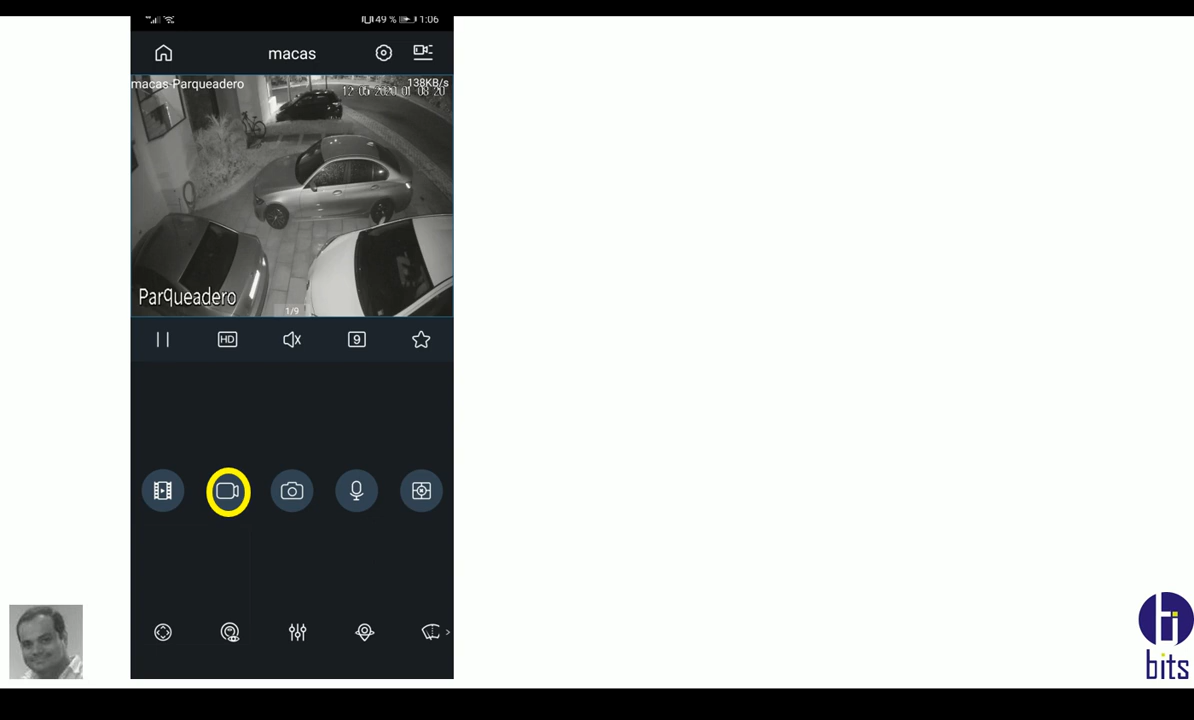 49 % 1:06
macas
macas-Parqueadero
138KB/s
12-05-2020 01:08:20
Parqueadero
1/9
HD
9
hi
bits